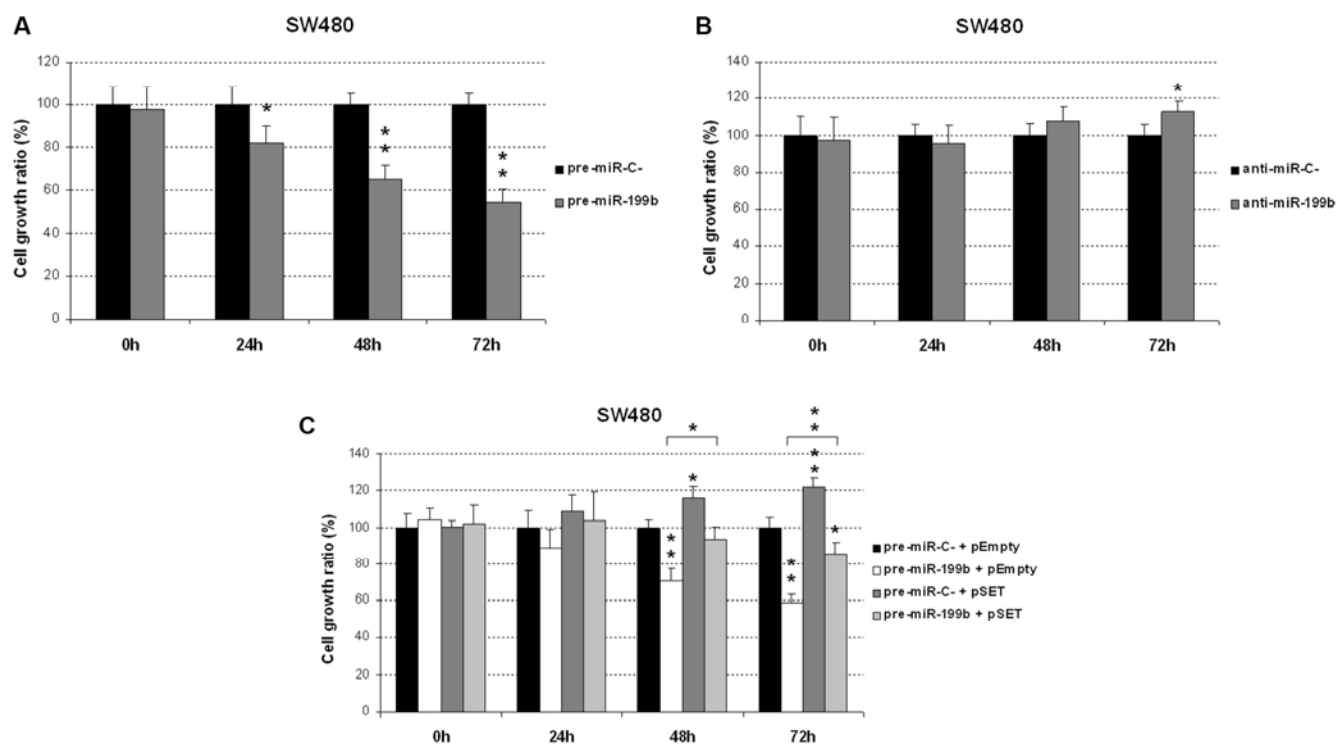 A
SW480
Cell growth ratio (%)
120
100
80
60
40
20
0
*
**
**
0h
24h
48h
72h
pre-miR-C-
pre-miR-199b
B
SW480
Cell growth ratio (%)
140
120
100
80
60
40
20
0
*
0h
24h
48h
72h
anti-miR-C-
anti-miR-199b
C
SW480
Cell growth ratio (%)
140
120
100
80
60
40
20
0
*
**
*
**
**
**
*
0h
24h
48h
72h
pre-miR-C- + pEmpty
pre-miR-199b + pEmpty
pre-miR-C- + pSET
pre-miR-199b + pSET